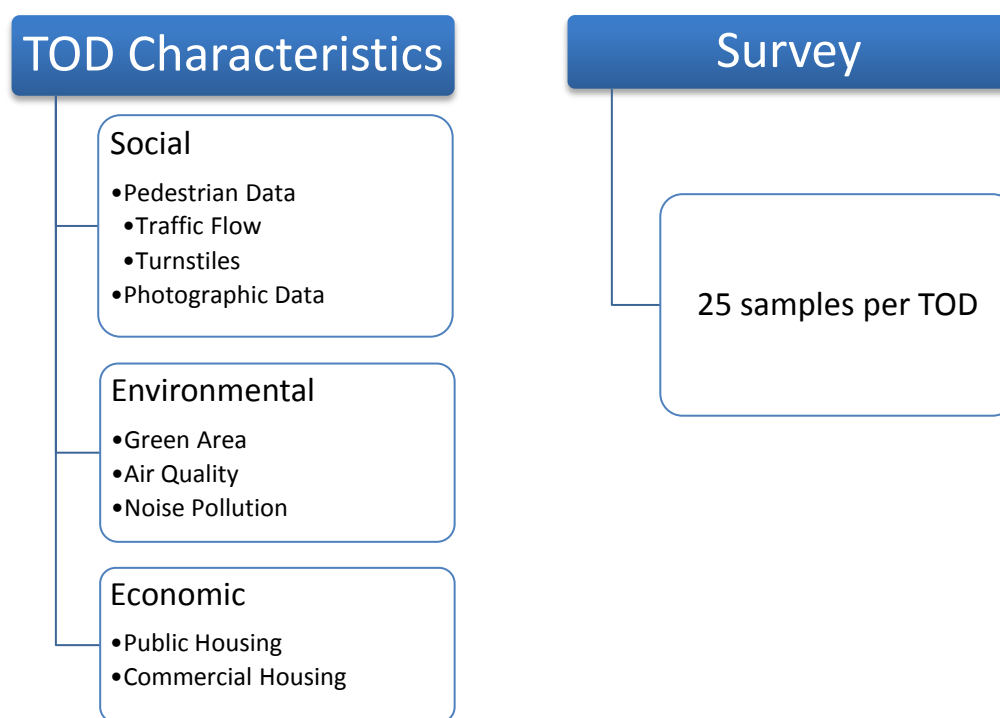 TOD Characteristics
Social
•Pedestrian Data
•Traffic Flow
•Turnstiles
•Photographic Data
Environmental
•Green Area
•Air Quality
•Noise Pollution
Economic
•Public Housing
•Commercial Housing
Survey
25 samples per TOD